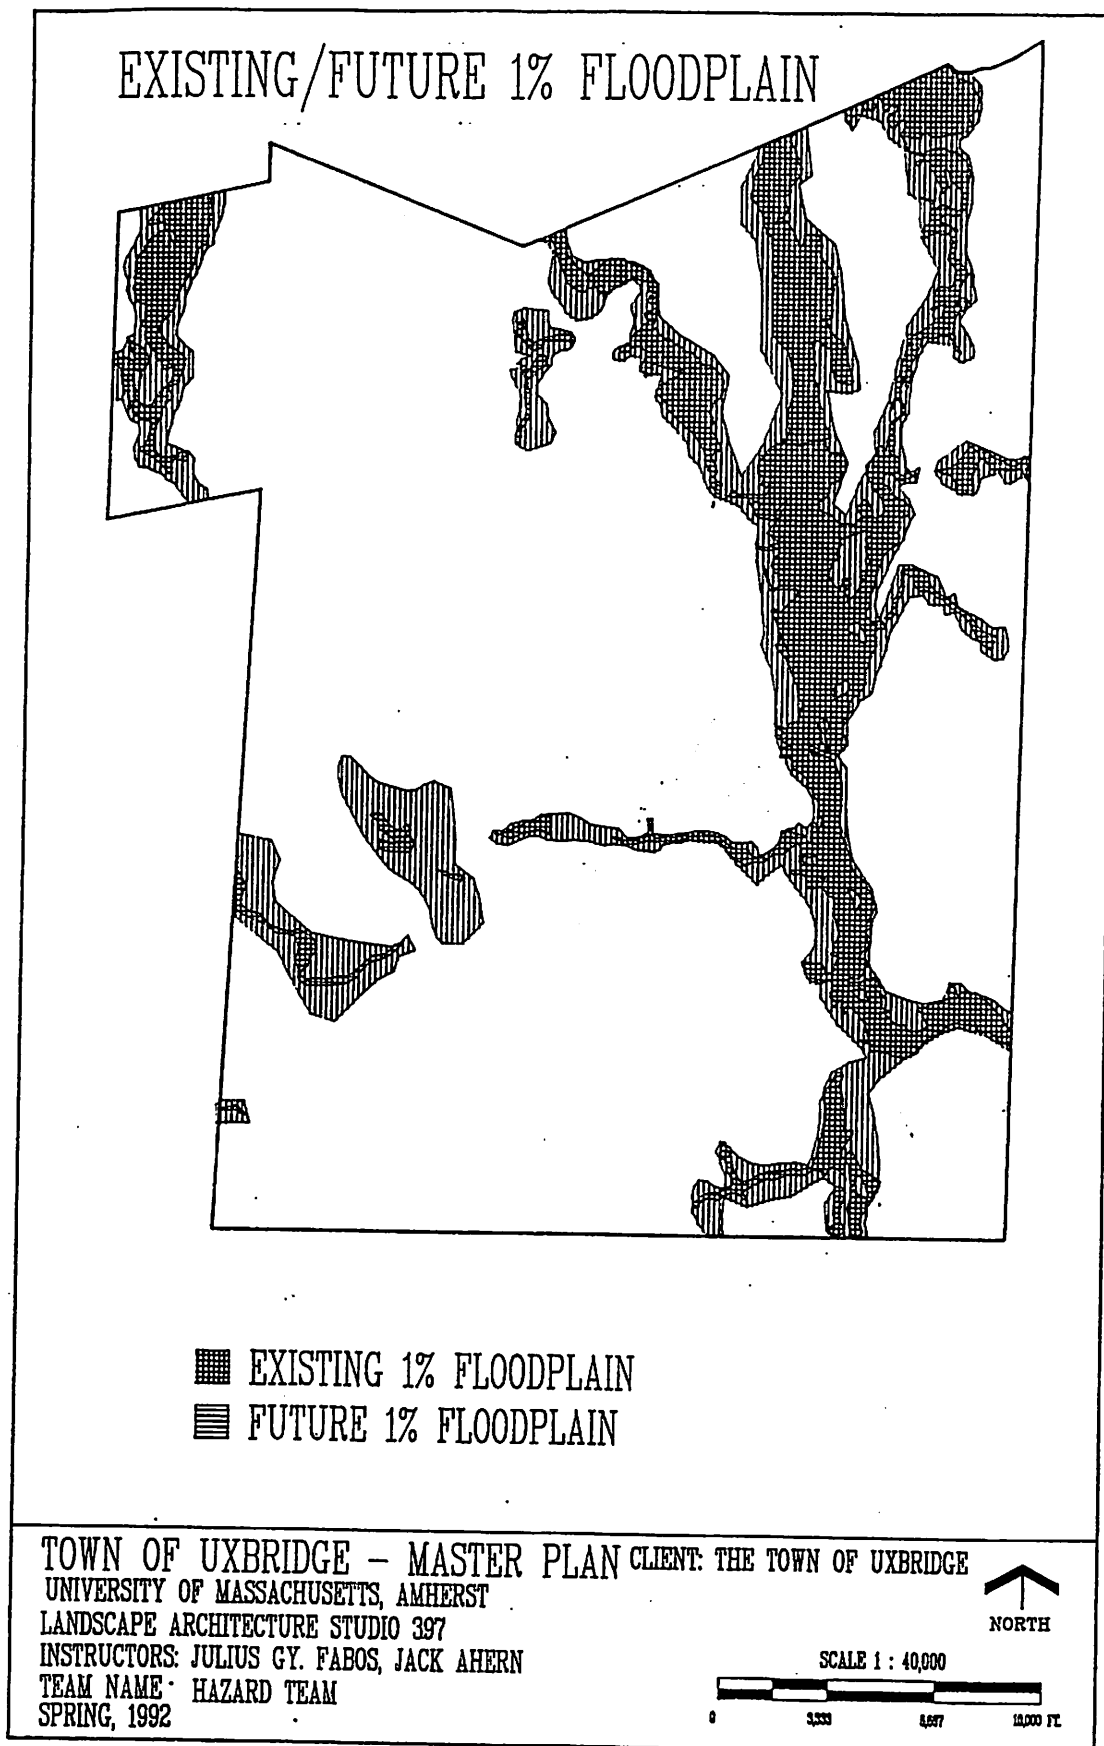 EXISTING/FUTURE 1% FLOODPLAIN
EXISTING 1% FLOODPLAIN
FUTURE 1% FLOODPLAIN
TOWN OF UXBRIDGE – MASTER PLAN CLIENT: THE TOWN OF UXBRIDGE
UNIVERSITY OF MASSACHUSETTS, AMHERST
LANDSCAPE ARCHITECTURE STUDIO 397
INSTRUCTORS: JULIUS GY. FABOS, JACK AHERN
TEAM NAME: HAZARD TEAM
SPRING, 1992
NORTH
SCALE 1 : 40,000
0 3,333 FT.